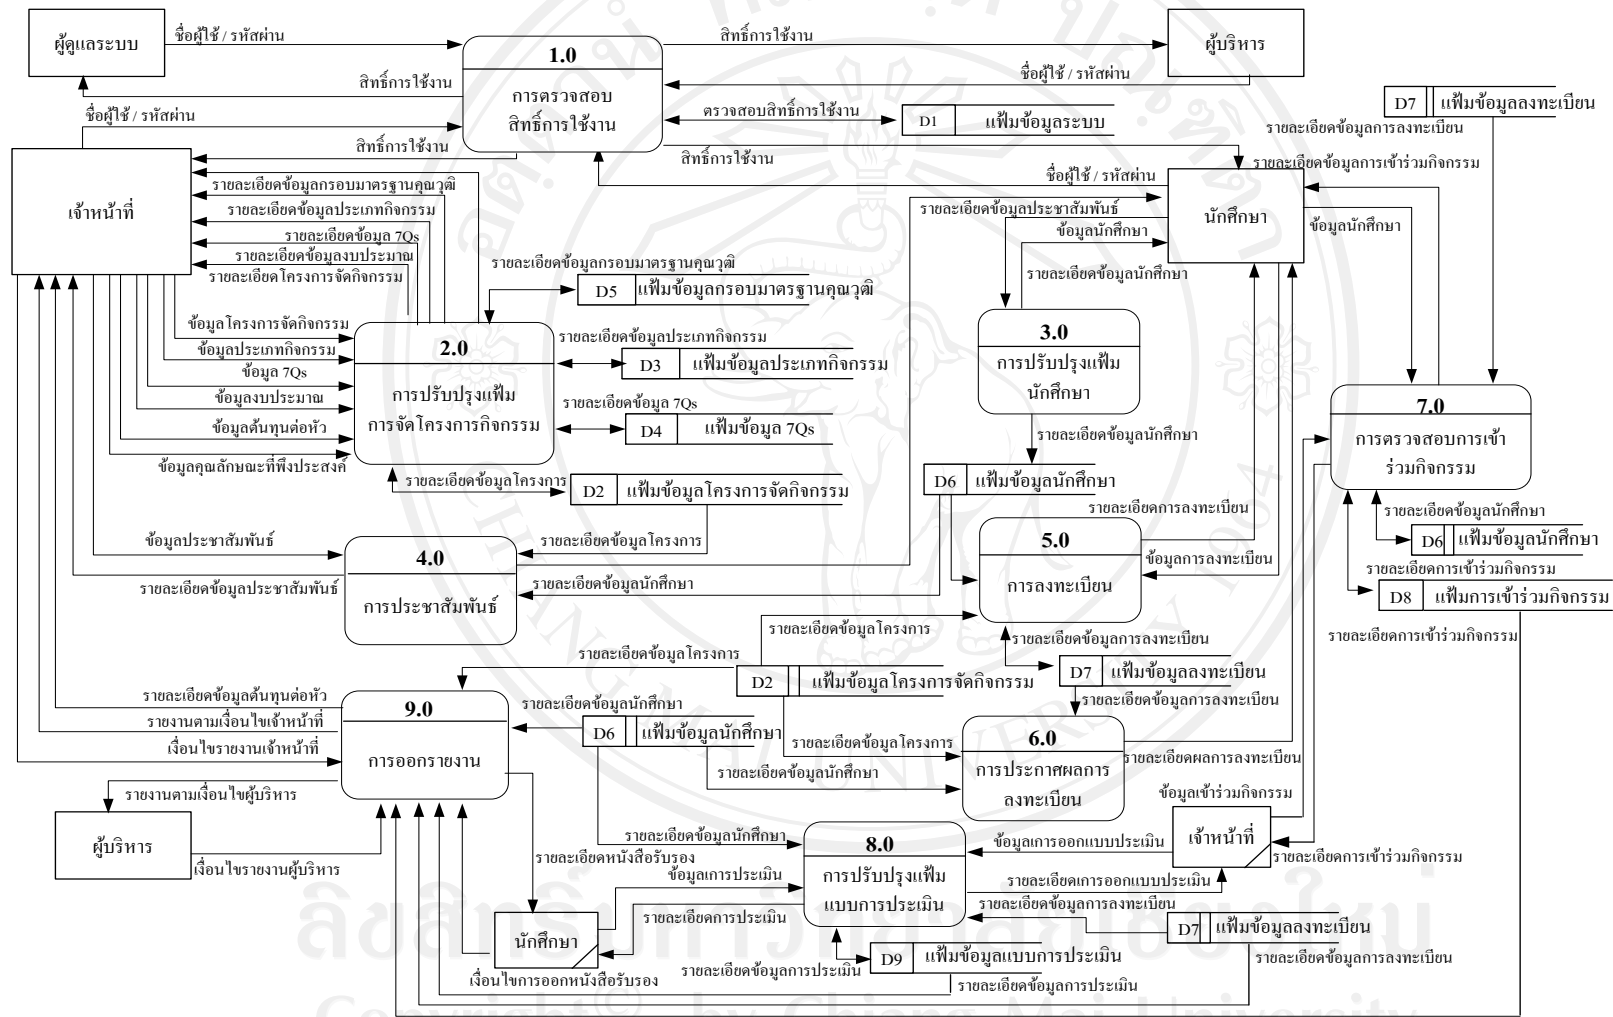 ผู้ดูแลระบบ
ชื่อผู้ใช้ / รหัสผ่าน
สิทธิ์การใช้งาน
1.0
การตรวจสอบ
สิทธิ์การใช้งาน
สิทธิ์การใช้งาน
ชื่อผู้ใช้ / รหัสผ่าน
ผู้บริหาร
ตรวจสอบสิทธิ์การใช้งาน
D1 แฟ้มข้อมูลระบบ
D7 แฟ้มข้อมูลลงทะเบียน
รายละเอียดข้อมูลการลงทะเบียน
ชื่อผู้ใช้ / รหัสผ่าน
สิทธิ์การใช้งาน
สิทธิ์การใช้งาน
ชื่อผู้ใช้ / รหัสผ่าน
รายละเอียดข้อมูลการเข้าร่วมกิจกรรม
เจ้าหน้าที่
รายละเอียดข้อมูลกรอบมาตรฐานคุณวุฒิ
รายละเอียดข้อมูลประเภทกิจกรรม
รายละเอียดข้อมูล 7Qs
รายละเอียดข้อมูลงบประมาณ
รายละเอียดโครงการจัดกิจกรรม
รายละเอียดข้อมูลประชาสัมพันธ์
ข้อมูลนักศึกษา
นักศึกษา
ข้อมูลนักศึกษา
รายละเอียดข้อมูลนักศึกษา
รายละเอียดข้อมูลกรอบมาตรฐานคุณวุฒิ
D5 แฟ้มข้อมูลกรอบมาตรฐานคุณวุฒิ
ข้อมูลโครงการจัดกิจกรรม
ข้อมูลประเภทกิจกรรม
ข้อมูล 7Qs
ข้อมูลงบประมาณ
ข้อมูลต้นทุนต่อหัว
ข้อมูลคุณลักษณะที่พึงประสงค์
2.0
การปรับปรุงแฟ้ม
การจัดโครงการกิจกรรม
รายละเอียดข้อมูลประเภทกิจกรรม
D3 แฟ้มข้อมูลประเภทกิจกรรม
รายละเอียดข้อมูล 7Qs
D4 แฟ้มข้อมูล 7Qs
รายละเอียดข้อมูลโครงการ
D2 แฟ้มข้อมูลโครงการจัดกิจกรรม
3.0
การปรับปรุงแฟ้ม
นักศึกษา
รายละเอียดข้อมูลนักศึกษา
D6 แฟ้มข้อมูลนักศึกษา
รายละเอียดการลงทะเบียน
7.0
การตรวจสอบการเข้า
ร่วมกิจกรรม
รายละเอียดข้อมูลนักศึกษา
D6 แฟ้มข้อมูลนักศึกษา
รายละเอียดการเข้าร่วมกิจกรรม
D8 แฟ้มการเข้าร่วมกิจกรรม
รายละเอียดการเข้าร่วมกิจกรรม
ข้อมูลประชาสัมพันธ์
รายละเอียดข้อมูลประชาสัมพันธ์
4.0
การประชาสัมพันธ์
รายละเอียดข้อมูลโครงการ
รายละเอียดข้อมูลนักศึกษา
5.0
การลงทะเบียน
ข้อมูลการลงทะเบียน
รายละเอียดข้อมูลโครงการ
รายละเอียดข้อมูลการลงทะเบียน
D7 แฟ้มข้อมูลลงทะเบียน
รายละเอียดข้อมูลการลงทะเบียน
รายละเอียดข้อมูลโครงการ
D2 แฟ้มข้อมูลโครงการจัดกิจกรรม
รายละเอียดข้อมูลต้นทุนต่อหัว
รายงานตามเงื่อนไขเจ้าหน้าที่
เงื่อนไขรายงานเจ้าหน้าที่
9.0
การออกรายงาน
รายละเอียดข้อมูลนักศึกษา
D6 แฟ้มข้อมูลนักศึกษา
รายละเอียดข้อมูลโครงการ
รายละเอียดข้อมูลนักศึกษา
6.0
การประกาศผลการ
ลงทะเบียน
รายละเอียดผลการลงทะเบียน
รายงานตามเงื่อนไขผู้บริหาร
ผู้บริหาร
เงื่อนไขรายงานผู้บริหาร
ข้อมูลเข้าร่วมกิจกรรม
เจ้าหน้าที่
รายละเอียดการเข้าร่วมกิจกรรม
รายละเอียดข้อมูลนักศึกษา
รายละเอียดหนังสือรับรอง
ข้อมูลเการประเมิน
รายละเอียดการประเมิน
8.0
การปรับปรุงแฟ้ม
แบบการประเมิน
ข้อมูลเการออกแบบประเมิน
รายละเอียดเการออกแบบประเมิน
รายละเอียดข้อมูลการลงทะเบียน
D7 แฟ้มข้อมูลลงทะเบียน
รายละเอียดข้อมูลการลงทะเบียน
นักศึกษา
เงื่อนไขการออกหนังสือรับรอง
รายละเอียดข้อมูลการประเมิน
D9 แฟ้มข้อมูลแบบการประเมิน
รายละเอียดข้อมูลการประเมิน
ลิขสิทธิ์มหาวิทยาลัยเชียงใหม่
Copyright© by Chiang Mai University
CHIANG MAI UNIVERSITY 1964